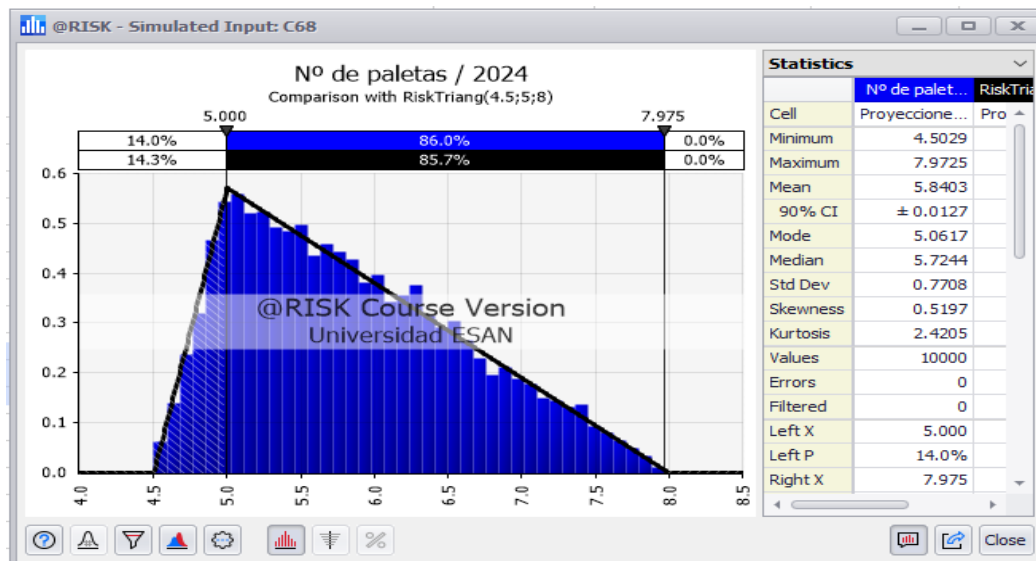 @RISK - Simulated Input: C68
Nº de paletas / 2024
Comparison with RiskTriang(4.5;5;8)
5.000 7.975
14.0% 86.0% 0.0%
14.3% 85.7% 0.0%
0.6
0.5
0.4
0.3
0.2
0.1
0.0
@RISK Course Version
Universidad ESAN
4.0 4.5 5.0 5.5 6.0 6.5 7.0 7.5 8.0 8.5
Statistics
Nº de palet... RiskTria
Cell Proyeccione... Pro
Minimum 4.5029
Maximum 7.9725
Mean 5.8403
90% CI ± 0.0127
Mode 5.0617
Median 5.7244
Std Dev 0.7708
Skewness 0.5197
Kurtosis 2.4205
Values 10000
Errors 0
Filtered 0
Left X 5.000
Left P 14.0%
Right X 7.975
Close